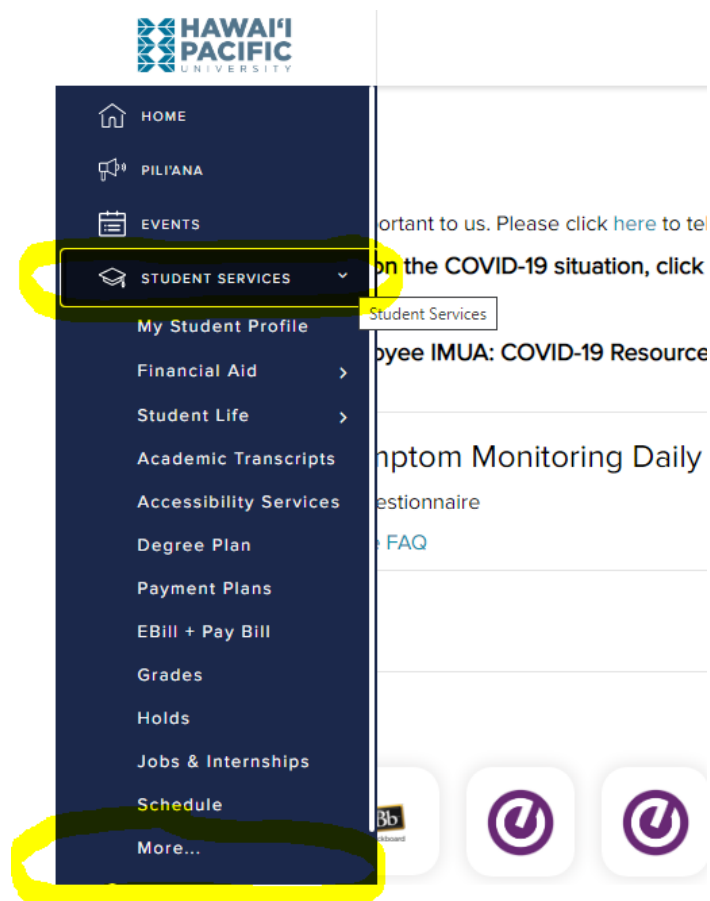 HAWAI‘I
PACIFIC
UNIVERSITY
HOME
PILI'ANA
EVENTS
STUDENT SERVICES
My Student Profile
Financial Aid
Student Life
Academic Transcripts
Accessibility Services
Degree Plan
Payment Plans
EBill + Pay Bill
Grades
Holds
Jobs & Internships
Schedule
More...
ortant to us. Please click here to tel
on the COVID-19 situation, click
Student Services
oyee IMUA: COVID-19 Resource
mptom Monitoring Daily
estionnaire
FAQ
Bb
ckboard